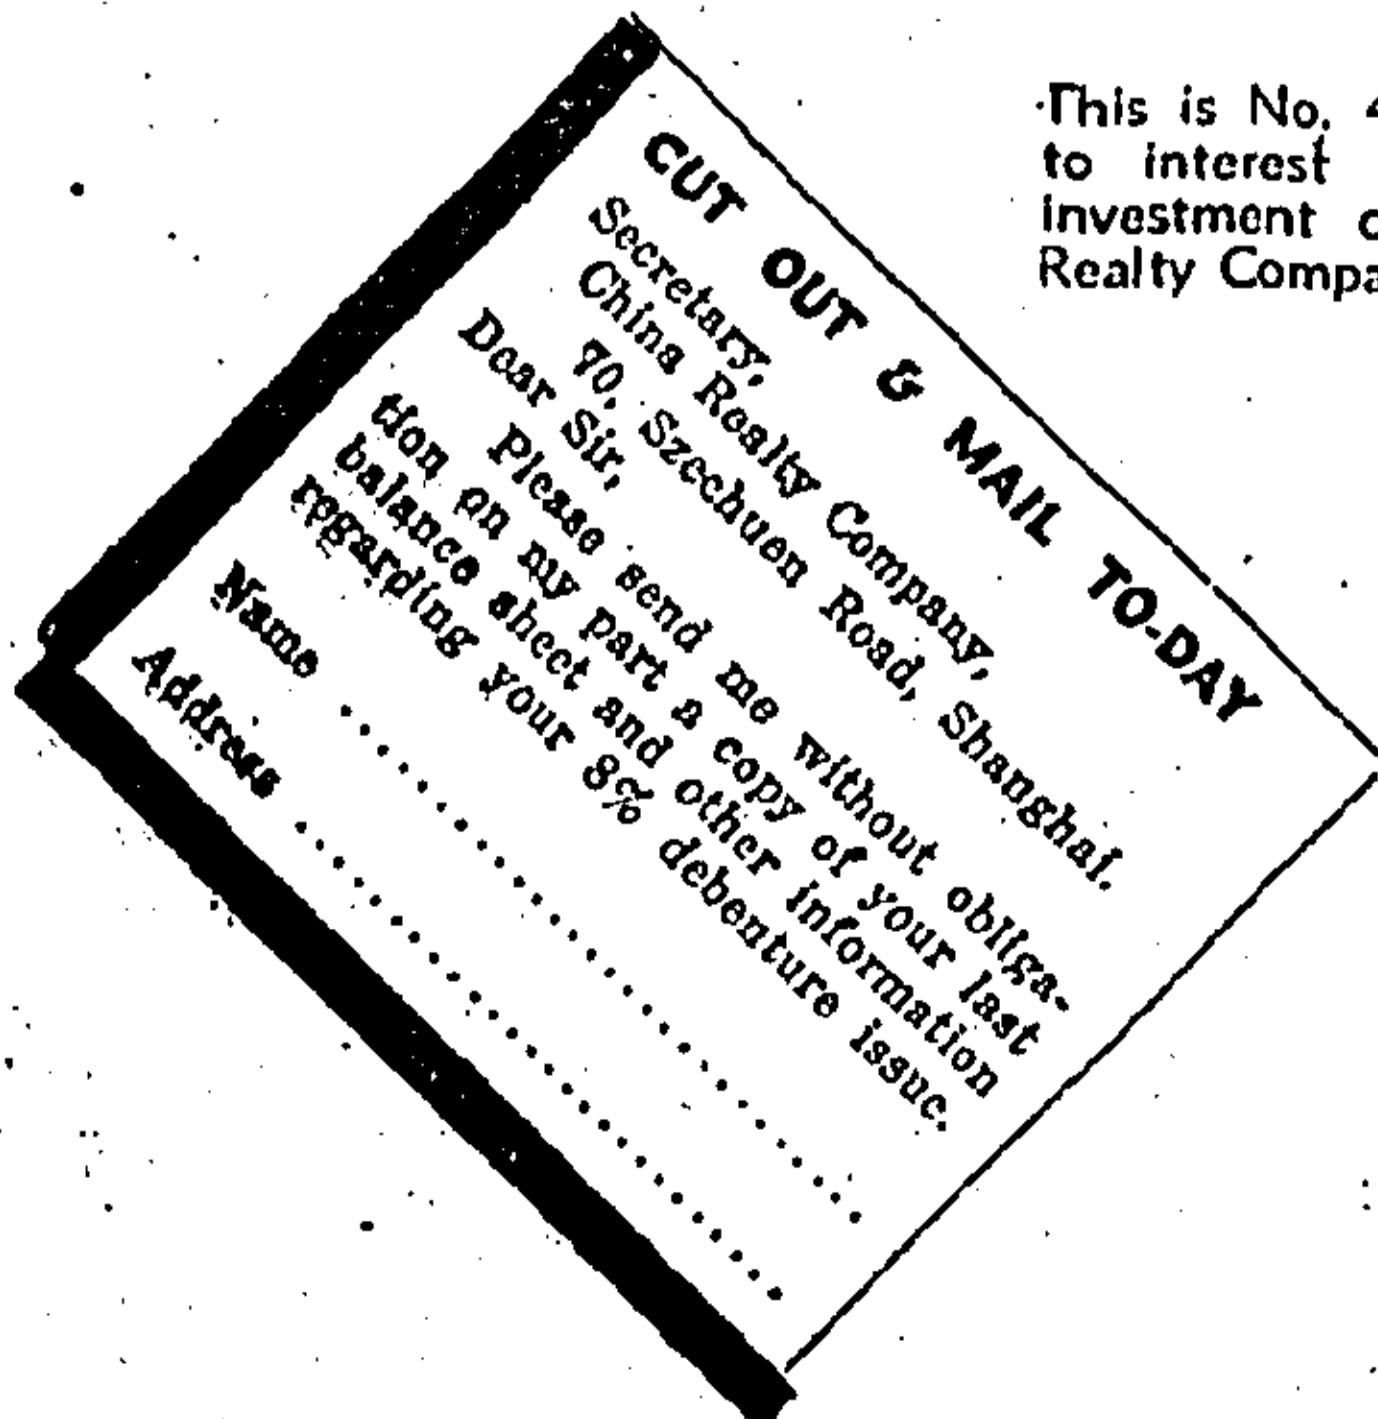 This is No. 4
to interest
investment
Realty Compa
CUT OUT & MAIL TO-DAY
Secretary,
China Realty Company,
70, Szechuen Road, Shanghai.
Dear Sir,
Please send me without obliga-
tion on my part a copy of your last
balance sheet and other information
regarding your 8% debenture issue.
Name ....................
Address ....................